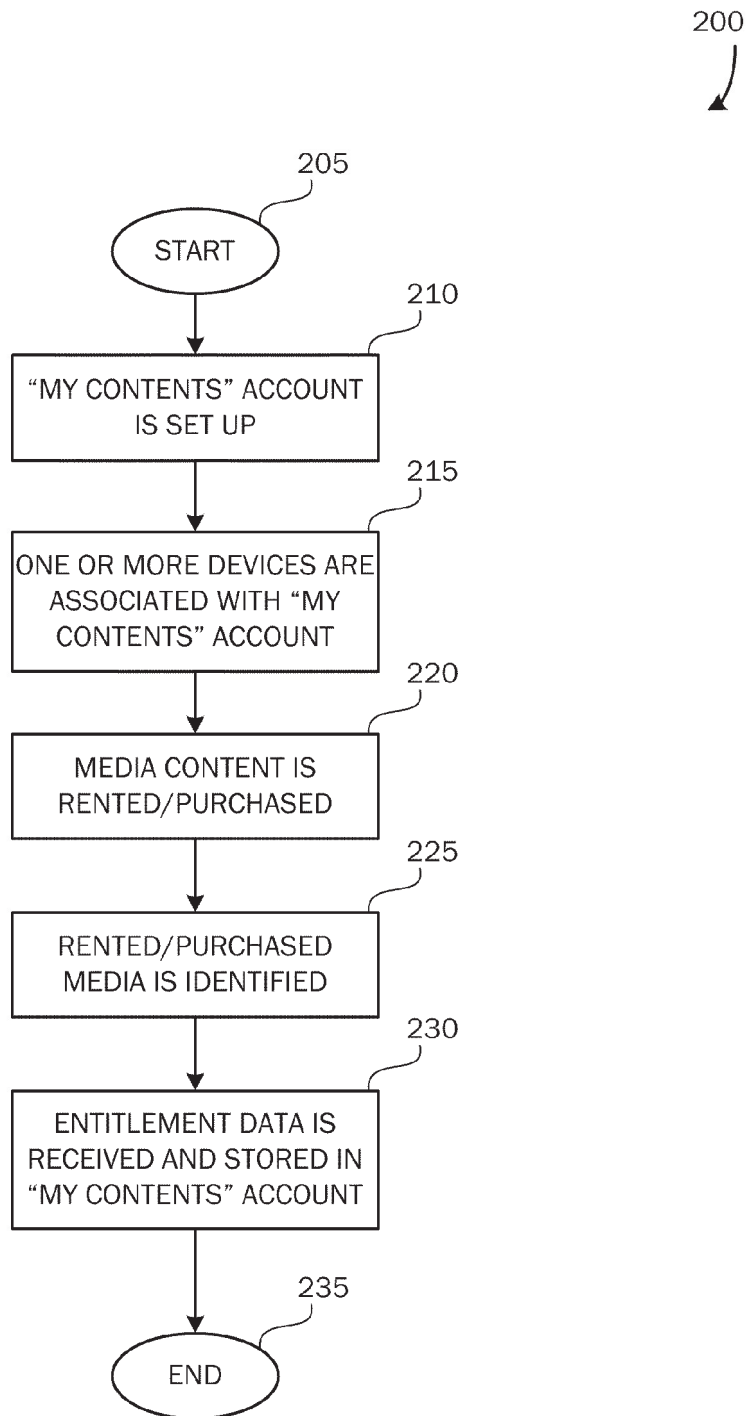 200
205
START
210
“MY CONTENTS” ACCOUNT
IS SET UP
215
ONE OR MORE DEVICES ARE
ASSOCIATED WITH “MY
CONTENTS” ACCOUNT
220
MEDIA CONTENT IS
RENTED/PURCHASED
225
RENTED/PURCHASED
MEDIA IS IDENTIFIED
230
ENTITLEMENT DATA IS
RECEIVED AND STORED IN
“MY CONTENTS” ACCOUNT
235
END